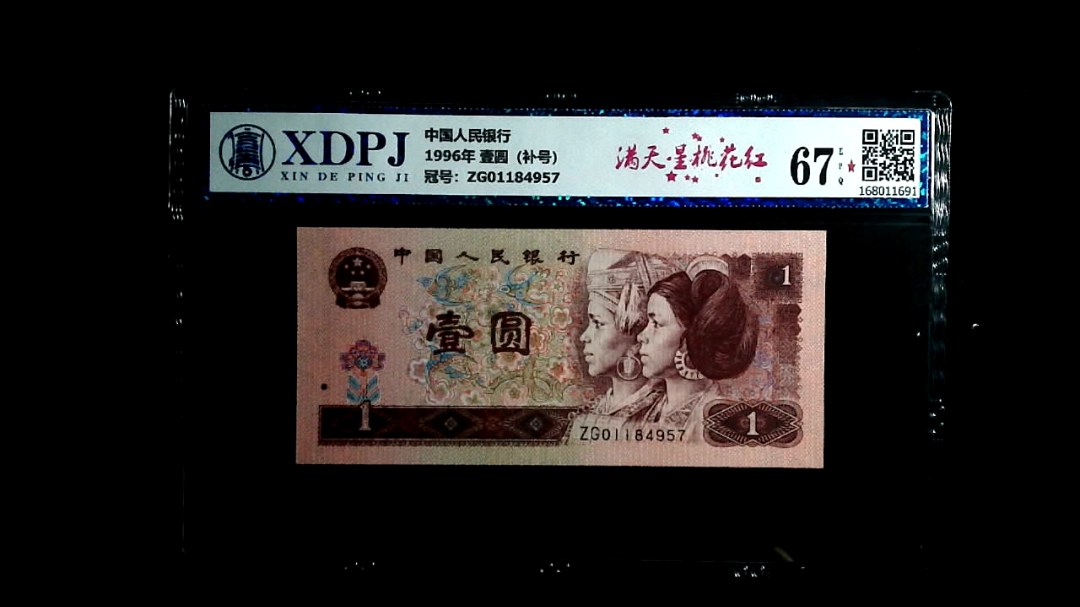 XDPJ
XIN DE PING JI
中国人民银行
1996年 壹圆 (补号)
冠号: ZG01184957
满天星桃花红
67
EPQ
168011691
中国人民银行
1
壹圆
1
ZG01184957
1